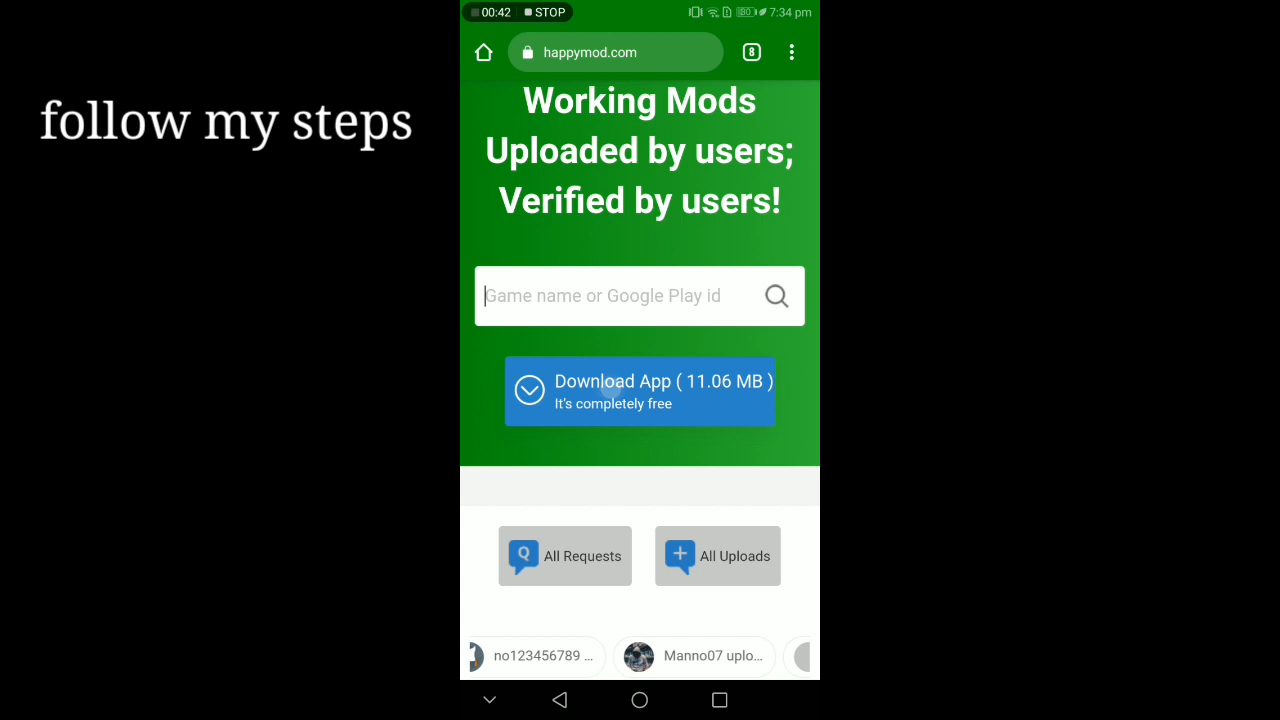 00:42 STOP
80 7:34 pm
happymod.com
8
follow my steps
Working Mods
Uploaded by users;
Verified by users!
Game name or Google Play id
Download App ( 11.06 MB )
It's completely free
Q All Requests
All Uploads
no123456789 ...
Manno07 uplo...